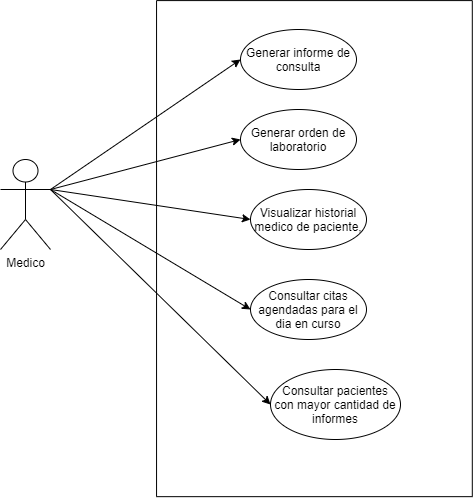 Generar informe de
consulta
Generar orden de
laboratorio
Visualizar historial
medico de paciente.
Medico
Consultar citas
agendadas para el
dia en curso
Consultar pacientes
con mayor cantidad de
informes